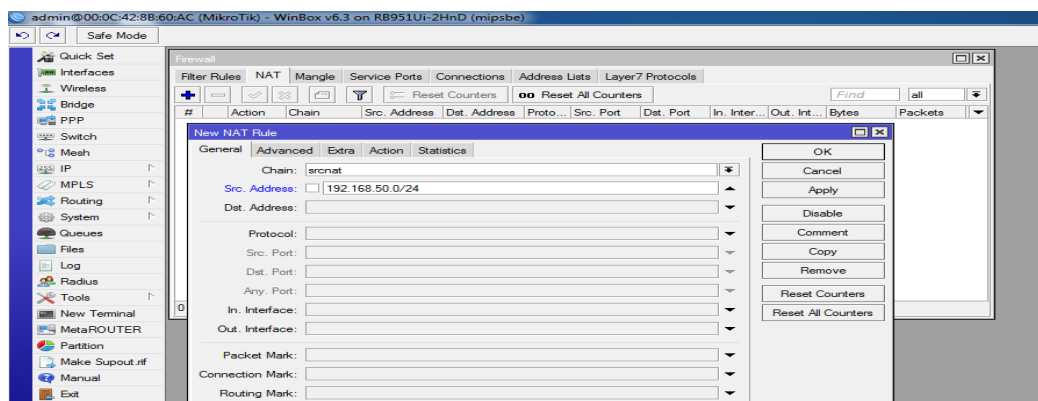 admin@00:0C:42:8B:60:AC (MikroTik) - WinBox v6.3 on RB951Ui-2HnD (mipsbe)
Safe Mode
Quick Set
Interfaces
Wireless
Bridge
PPP
Switch
Mesh
IP
MPLS
Routing
System
Queues
Files
Log
Radius
Tools
New Terminal
MetaROUTER
Partition
Make Supout.rif
Manual
Exit
Firewall
Filter Rules NAT Mangle Service Ports Connections Address Lists Layer7 Protocols
Reset Counters 00 Reset All Counters Find all
# Action Chain Src. Address Dst. Address Proto... Src. Port Dst. Port In. Inter... Out. Int... Bytes Packets
0
New NAT Rule
General Advanced Extra Action Statistics
Chain: srcnat
Src. Address: 192.168.50.0/24
Dst. Address:
Protocol:
Src. Port:
Dst. Port:
Any. Port:
In. Interface:
Out. Interface:
Packet Mark:
Connection Mark:
Routing Mark:
OK
Cancel
Apply
Disable
Comment
Copy
Remove
Reset Counters
Reset All Counters